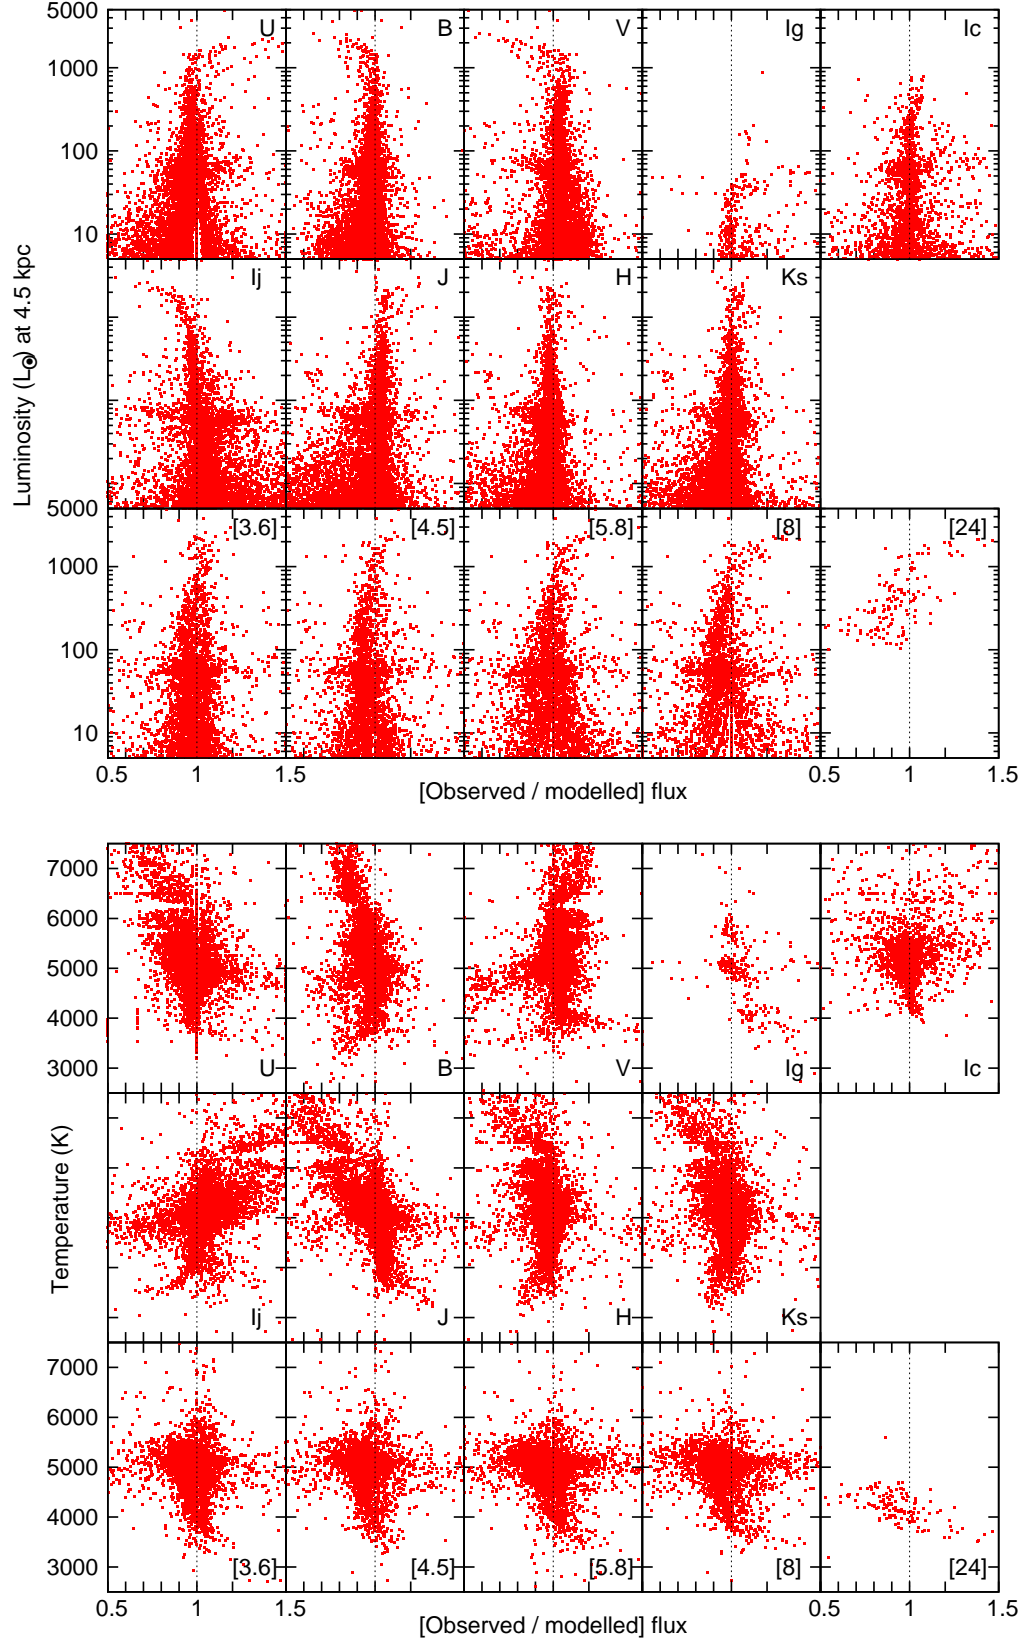 5000
U
B
V
Ig
Ic
1000
100
10
Ij
J
H
Ks
Luminosity (L⊙) at 4.5 kpc
5000
[3.6]
[4.5]
[5.8]
[8]
[24]
1000
100
10
0.5 1 1.5 0.5 1 1.5
[Observed / modelled] flux
7000
6000
5000
4000
3000
U
B
V
Ig
Ic
Temperature (K)
Ij
J
H
Ks
7000
6000
5000
4000
3000
[3.6]
[4.5]
[5.8]
[8]
[24]
0.5 1 1.5 0.5 1 1.5
[Observed / modelled] flux